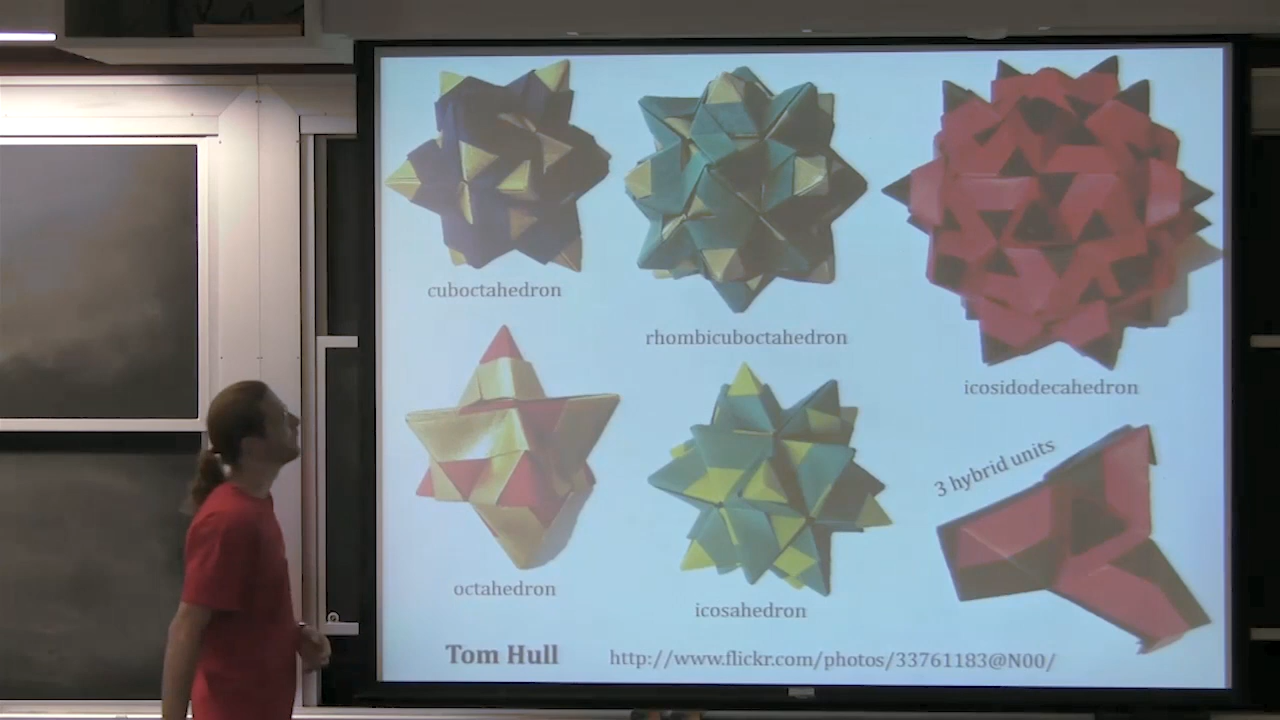 cuboctahedron
rhombicuboctahedron
icosidodecahedron
3 hybrid units
octahedron
icosahedron
Tom Hull
http://www.flickr.com/photos/33761183@N00/